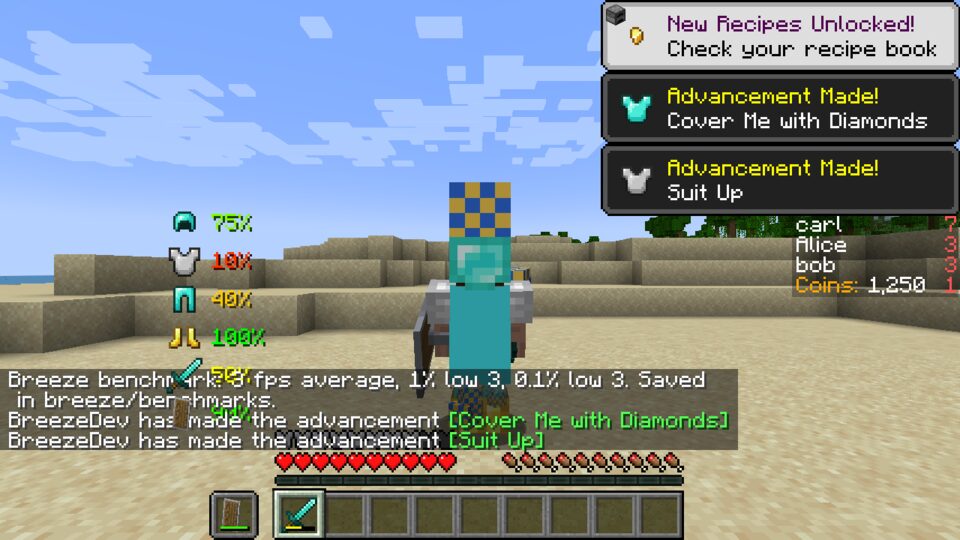 New Recipes Unlocked!
Check your recipe book
Advancement Made!
Cover Me with Diamonds
Advancement Made!
Suit Up
carl 7
Alice 3
bob 3
Coins: 1,250 1
75%
10%
40%
100%
50%
Breeze benchmark: 3 fps average, 1% low 3, 0.1% low 3. Saved
in breeze/benchmarks.
BreezeDev has made the advancement [Cover Me with Diamonds]
BreezeDev has made the advancement [Suit Up]